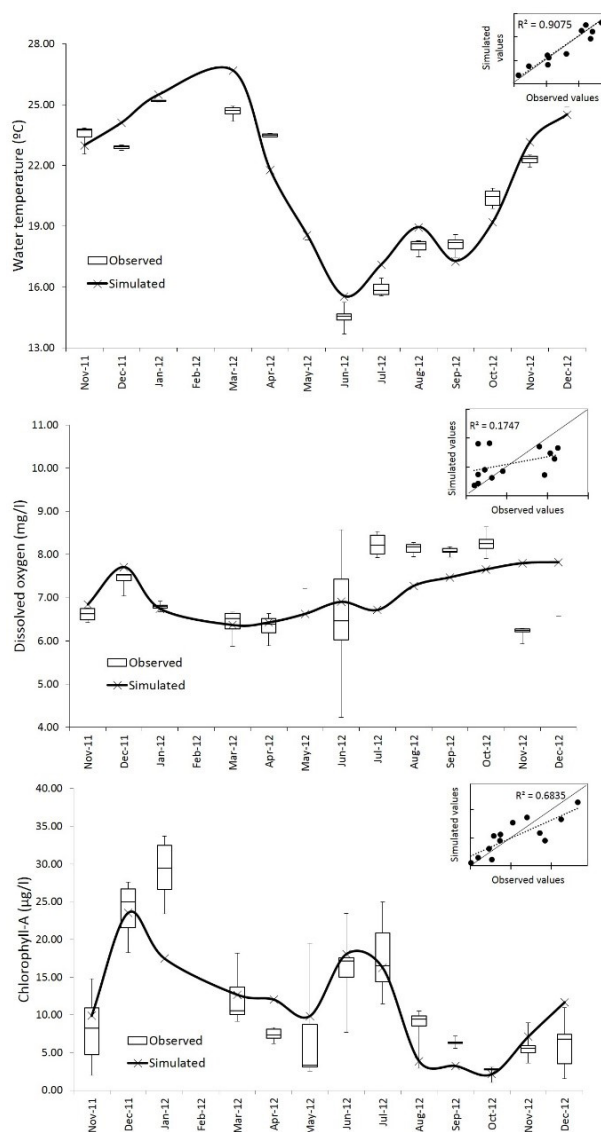 R² = 0.9075
Simulated values
Observed values
Water temperature (ºC)
28.00
25.00
22.00
19.00
16.00
13.00
Observed
Simulated
Nov-11
Dec-11
Jan-12
Feb-12
Mar-12
Apr-12
May-12
Jun-12
Jul-12
Aug-12
Sep-12
Oct-12
Nov-12
Dec-12
R² = 0.1747
Simulated values
Observed values
Dissolved oxygen (mg/l)
11.00
10.00
9.00
8.00
7.00
6.00
5.00
4.00
Observed
Simulated
Nov-11
Dec-11
Jan-12
Feb-12
Mar-12
Apr-12
May-12
Jun-12
Jul-12
Aug-12
Sep-12
Oct-12
Nov-12
Dec-12
R² = 0.6835
Simulated values
Observed values
Chlorophyll-A (µg/l)
40.00
35.00
30.00
25.00
20.00
15.00
10.00
5.00
0.00
Observed
Simulated
Nov-11
Dec-11
Jan-12
Feb-12
Mar-12
Apr-12
May-12
Jun-12
Jul-12
Aug-12
Sep-12
Oct-12
Nov-12
Dec-12